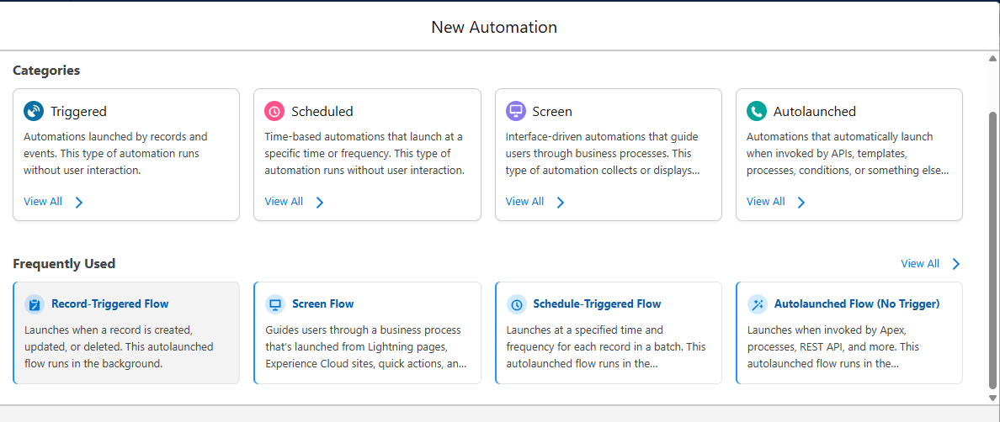 New Automation
Categories
Triggered
Automations launched by records and
events. This type of automation runs
without user interaction.
View All
Scheduled
Time-based automations that launch at a
specific time or frequency. This type of
automation runs without user interaction.
View All
Screen
Interface-driven automations that guide
users through business processes. This
type of automation collects or displays...
View All
Autolaunched
Automations that automatically launch
when invoked by APIs, templates,
processes, conditions, or something else...
View All
Frequently Used
View All
Record-Triggered Flow
Launches when a record is created,
updated, or deleted. This autolaunched
flow runs in the background.
Screen Flow
Guides users through a business process
that's launched from Lightning pages,
Experience Cloud sites, quick actions, an...
Schedule-Triggered Flow
Launches at a specified time and
frequency for each record in a batch. This
autolaunched flow runs in the...
Autolaunched Flow (No Trigger)
Launches when invoked by Apex,
processes, REST API, and more. This
autolaunched flow runs in the...